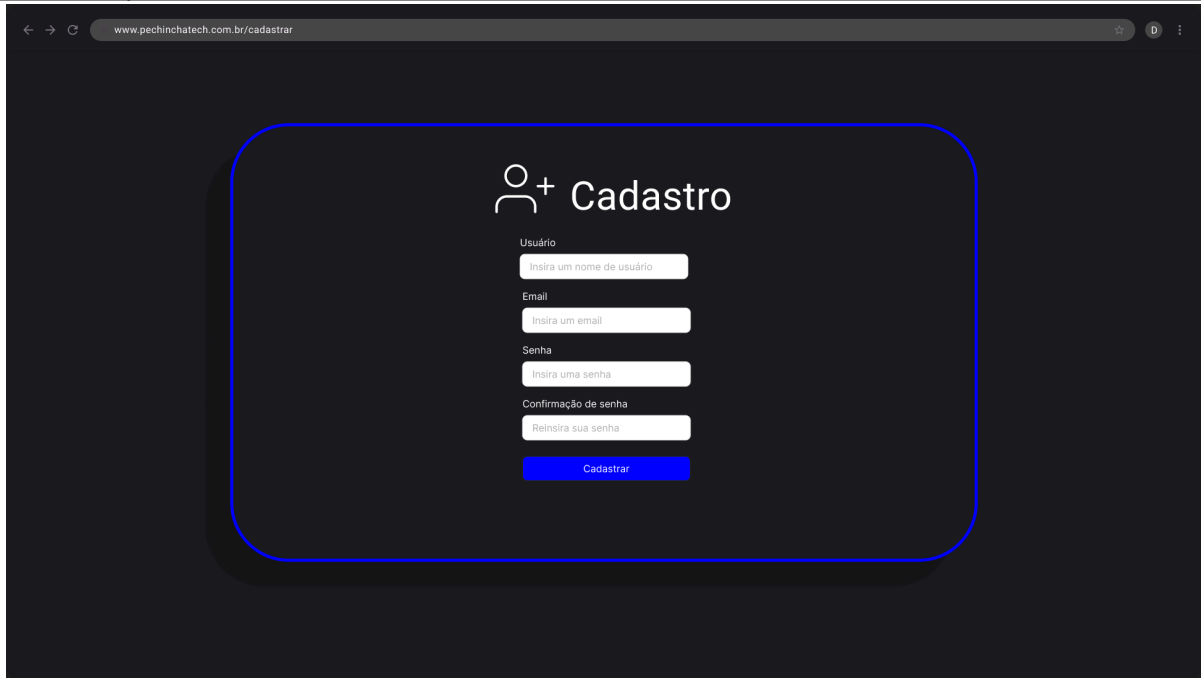 www.pechinchatech.com.br/cadastrar
D
Cadastro
Usuário
Insira um nome de usuário
Email
Insira um email
Senha
Insira uma senha
Confirmação de senha
Reinsira sua senha
Cadastrar